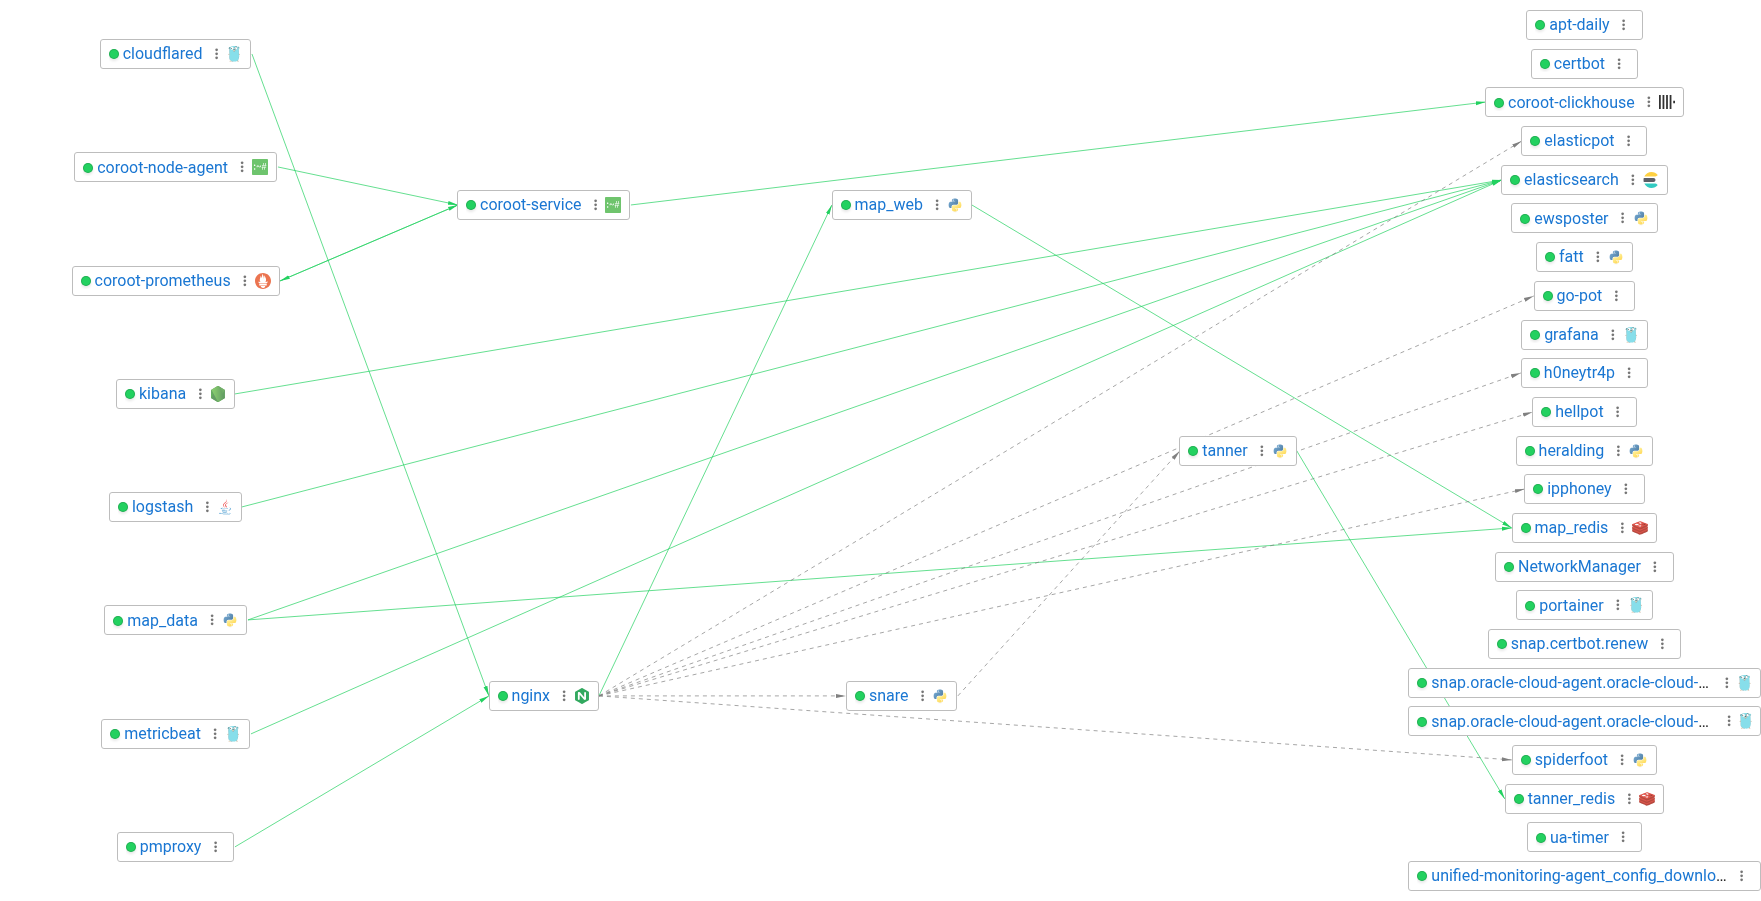 cloudflared
coroot-node-agent
coroot-prometheus
kibana
logstash
map_data
metricbeat
pmproxy
coroot-service
nginx
map_web
snare
tanner
apt-daily
certbot
coroot-clickhouse
elasticpot
elasticsearch
ewsposter
fatt
go-pot
grafana
h0neytr4p
hellpot
heralding
ipphoney
map_redis
NetworkManager
portainer
snap.certbot.renew
snap.oracle-cloud-agent.oracle-cloud-...
snap.oracle-cloud-agent.oracle-cloud-...
spiderfoot
tanner_redis
ua-timer
unified-monitoring-agent_config_downlo...